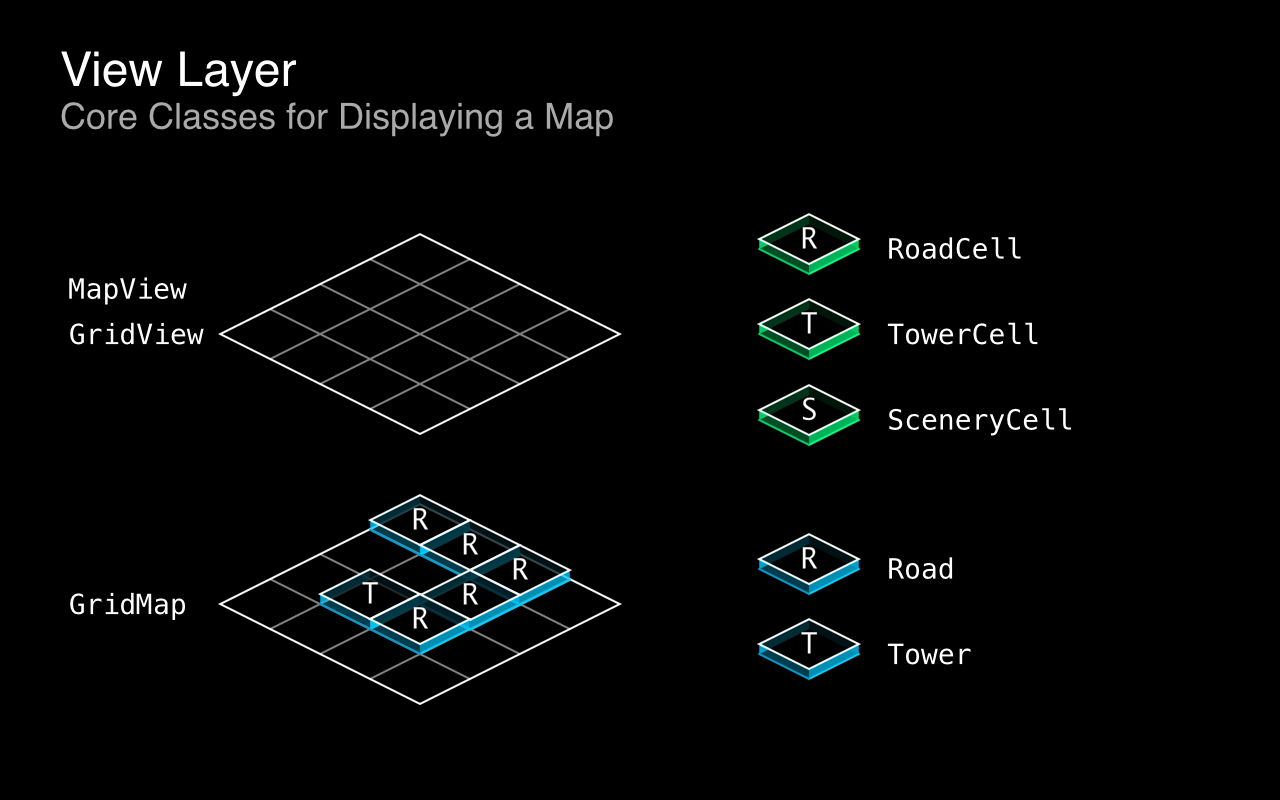 View Layer
Core Classes for Displaying a Map
MapView
GridView
R RoadCell
T TowerCell
S SceneryCell
GridMap
R
R
R
T
R
R
R Road
T Tower